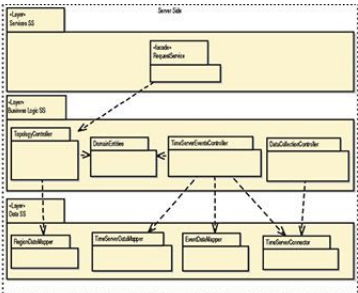 Server Side
«Layer»
Services SS
«facade»
RequestService
«Layer»
Business Logic SS
TopologyController
DomainEntities
TimeServerEventsController
DataCollectionController
«Layer»
Data SS
RegionDataMapper
TimeServerDataMapper
EventDataMapper
TimeServerConnector